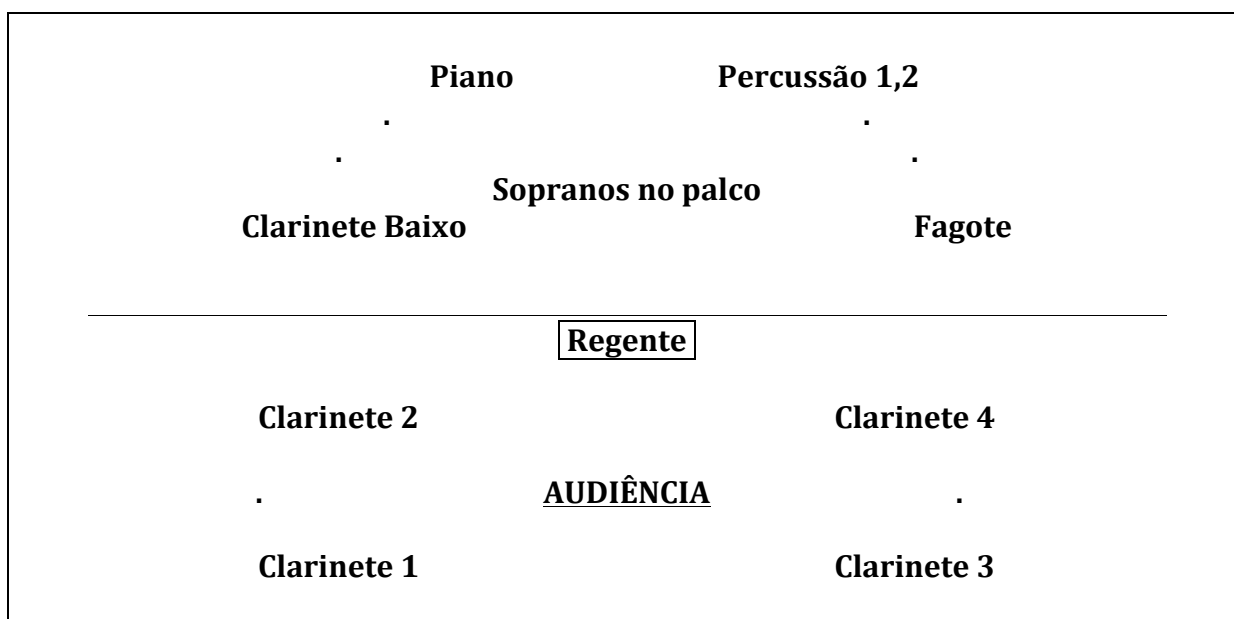 Piano Percussão 1,2
. .
. .
Sopranos no palco
Clarinete Baixo Fagote
Regente
Clarinete 2 Clarinete 4
. AUDIÊNCIA .
Clarinete 1 Clarinete 3